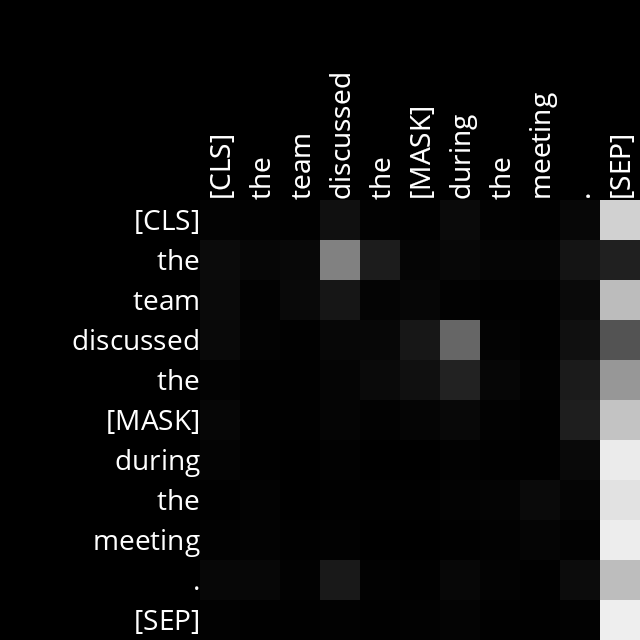 [CLS] the team discussed the [MASK] during the meeting . [SEP]
[CLS]
the
team
discussed
the
[MASK]
during
the
meeting
.
[SEP]